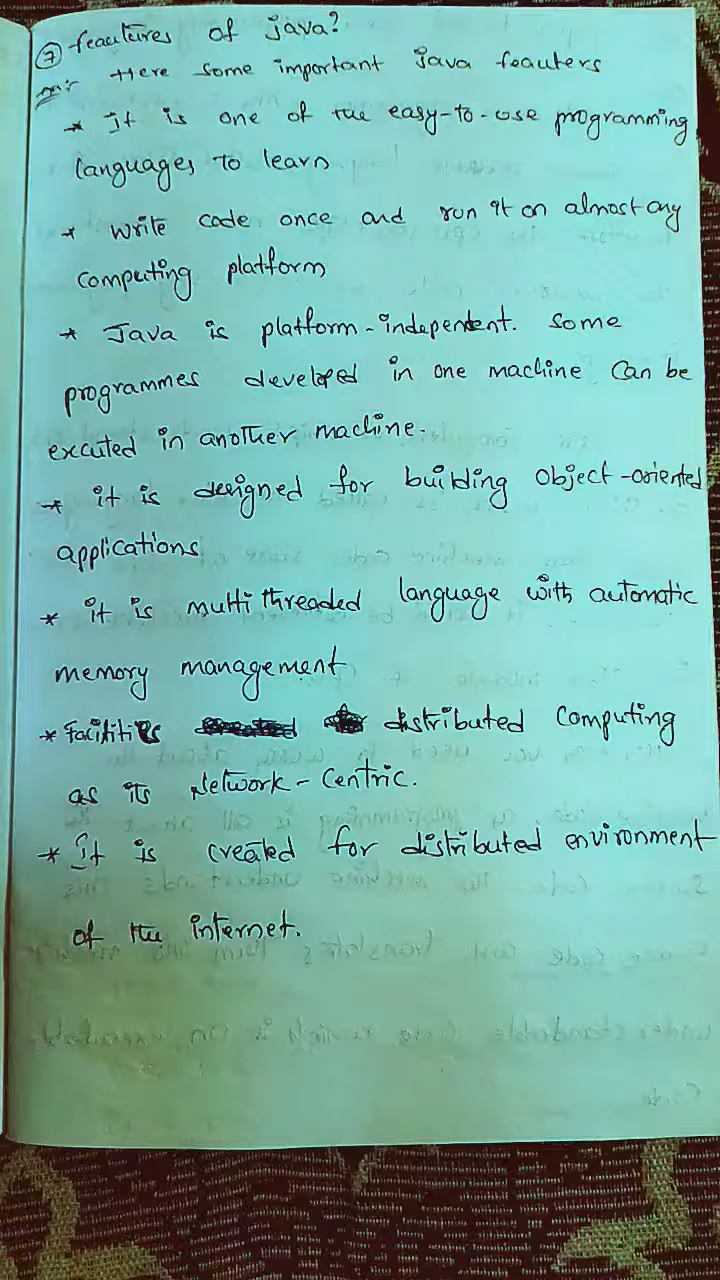 ⑦ feautures of java?
Ans:- Here some important java feauters
* it is one of the easy-to-use programming
languages to learn
* Write code once and run it on almost any
computing platform
* Java is platform-independent. Some
programmes developed in one machine can be
excuted in another machine.
* it is designed for building object-oriented
applications
* it is multithreaded language with automatic
memory management
* Facilities distributed computing
as its Network-Centric.
* It is created for distributed environment
of the internet.